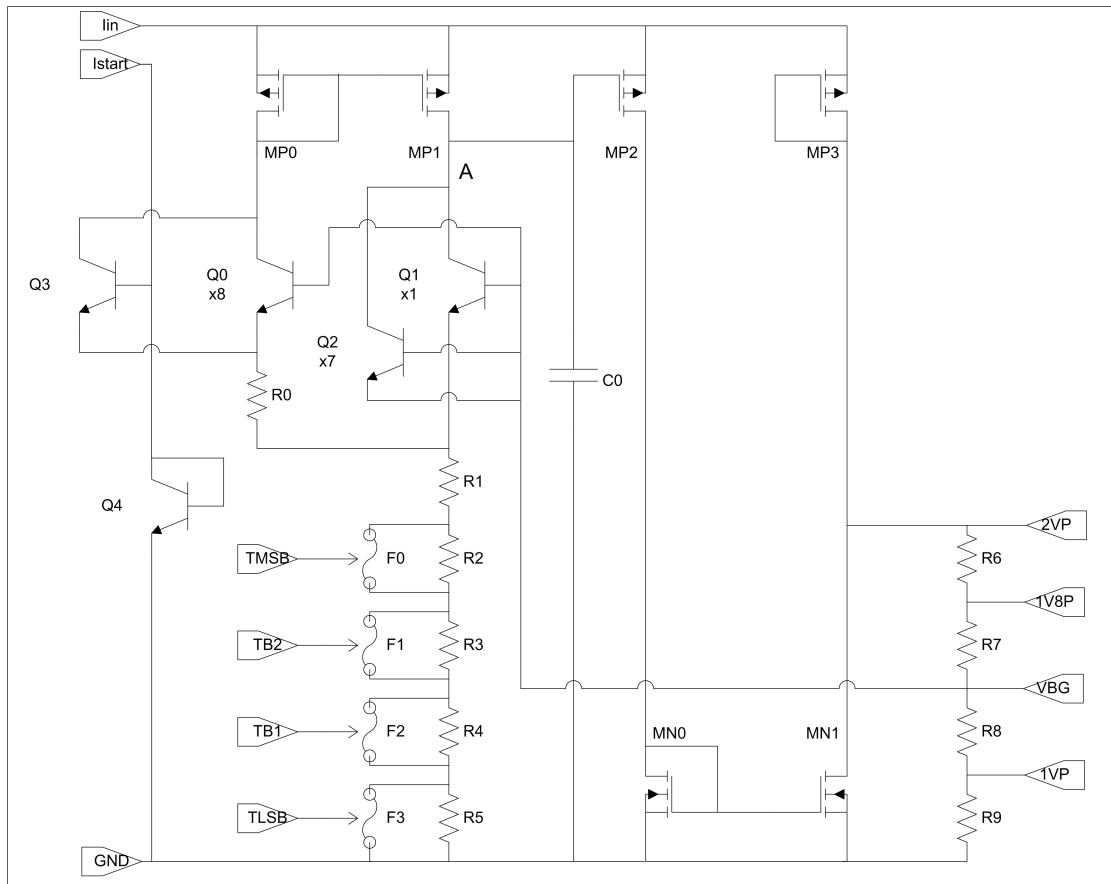 Iin
Istart
MP0
MP1
MP2
MP3
A
Q3
Q0
x8
Q1
x1
Q2
x7
R0
C0
R1
Q4
2VP
TMSB
F0
R2
R6
1V8P
TB2
F1
R3
R7
VBG
TB1
F2
R4
MN0
MN1
R8
1VP
TLSB
F3
R5
R9
GND